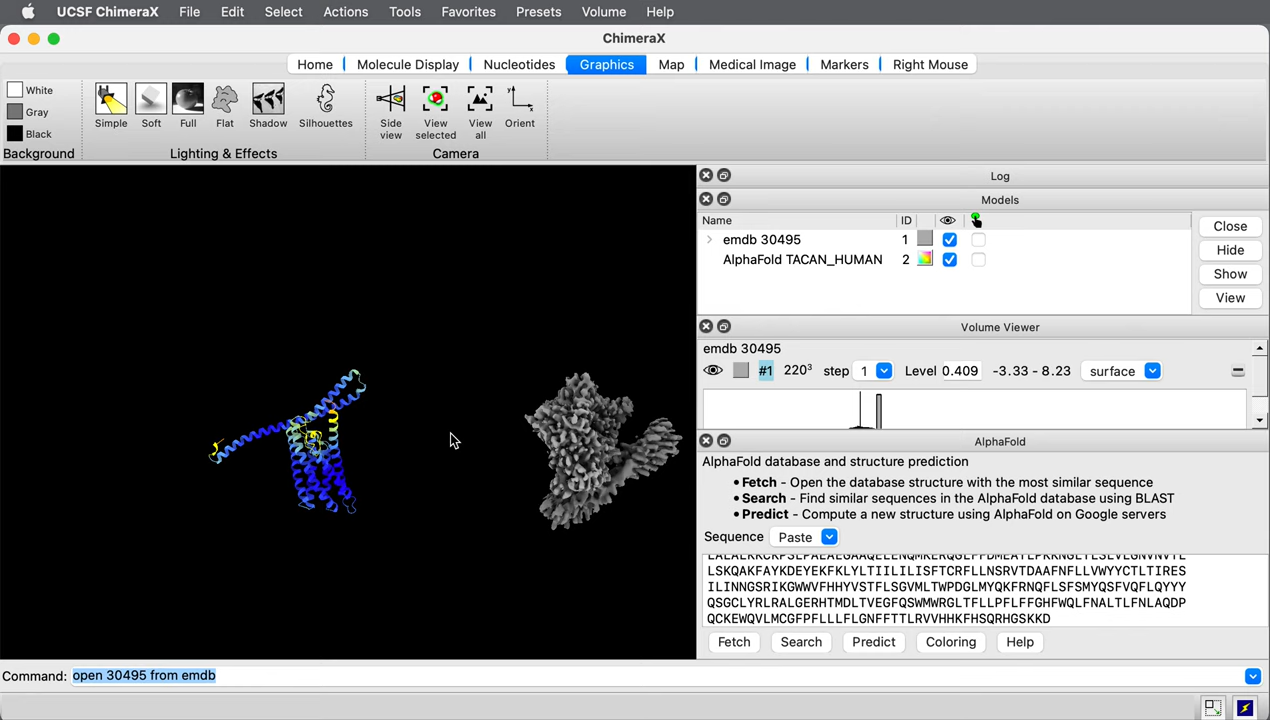 UCSF ChimeraX File Edit Select Actions Tools Favorites Presets Volume Help
ChimeraX
Home Molecule Display Nucleotides Graphics Map Medical Image Markers Right Mouse
White
Gray
Black
Background
Simple Soft Full Flat Shadow Silhouettes
Lighting & Effects
Side view View selected View all Orient
Camera
Log
Models
Name ID
emdb 30495 1
AlphaFold TACAN_HUMAN 2
Close
Hide
Show
View
Volume Viewer
emdb 30495
#1 220³ step 1 Level 0.409 -3.33 - 8.23 surface
AlphaFold
AlphaFold database and structure prediction
• Fetch - Open the database structure with the most similar sequence
• Search - Find similar sequences in the AlphaFold database using BLAST
• Predict - Compute a new structure using AlphaFold on Google servers
Sequence Paste
LLSKQAKFAYKDEYEKFKLYLTIILILISFTCRFLLNSRVTDAAFNFLLVWYYCTLTIRES
ILINNGSRIKGWWVFHHYVSTFLSGVMLTWPDGLMYQKFRNQFLSFSMYQSFVQFLQYYY
QSGCLYRLRALGERHTMDLTVEGFQSWMWRGLTFLLPFLFFGHFWQLFNALTLFNLAQDP
QCKEWQVLMCGFPFLLLFLGNFFTTLRVVHHKFHSQRHGSKKD
Fetch Search Predict Coloring Help
Command: open 30495 from emdb